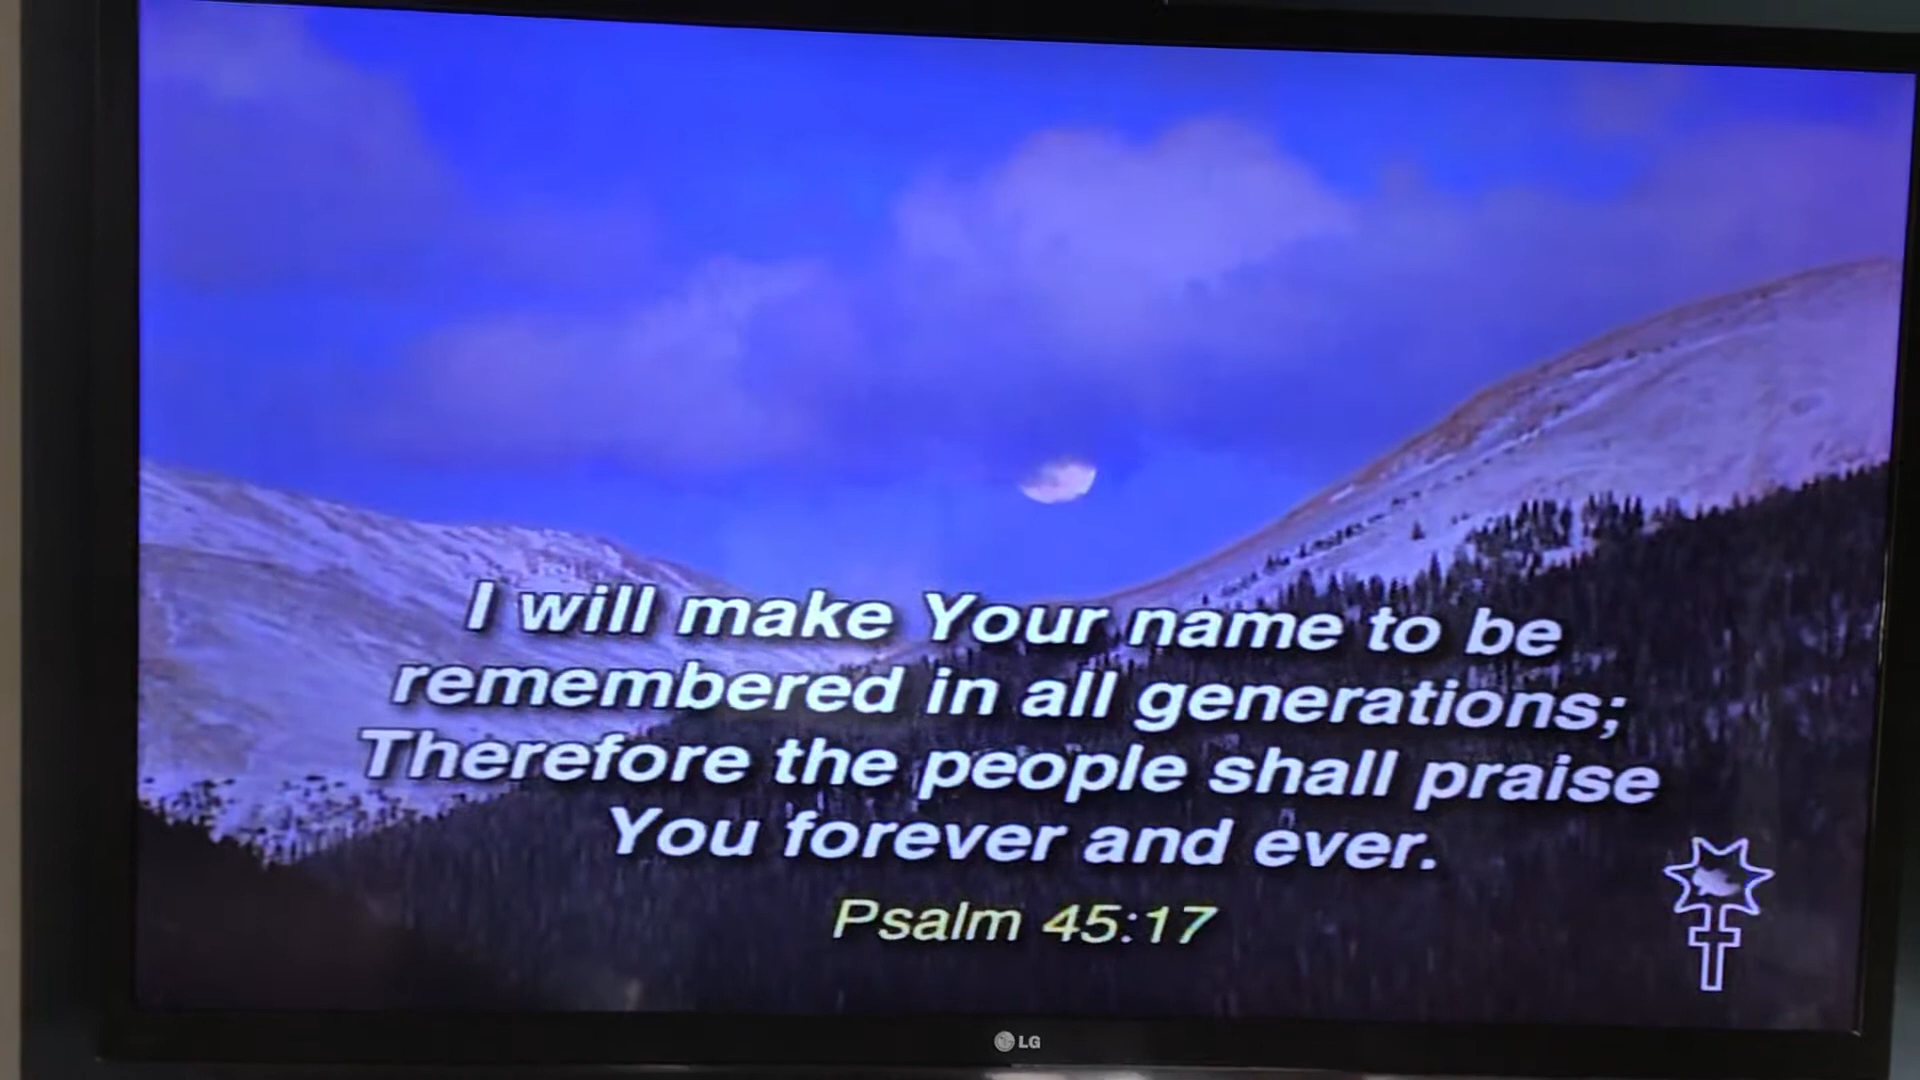 I will make Your name to be
remembered in all generations;
Therefore the people shall praise
You forever and ever.
Psalm 45:17
LG